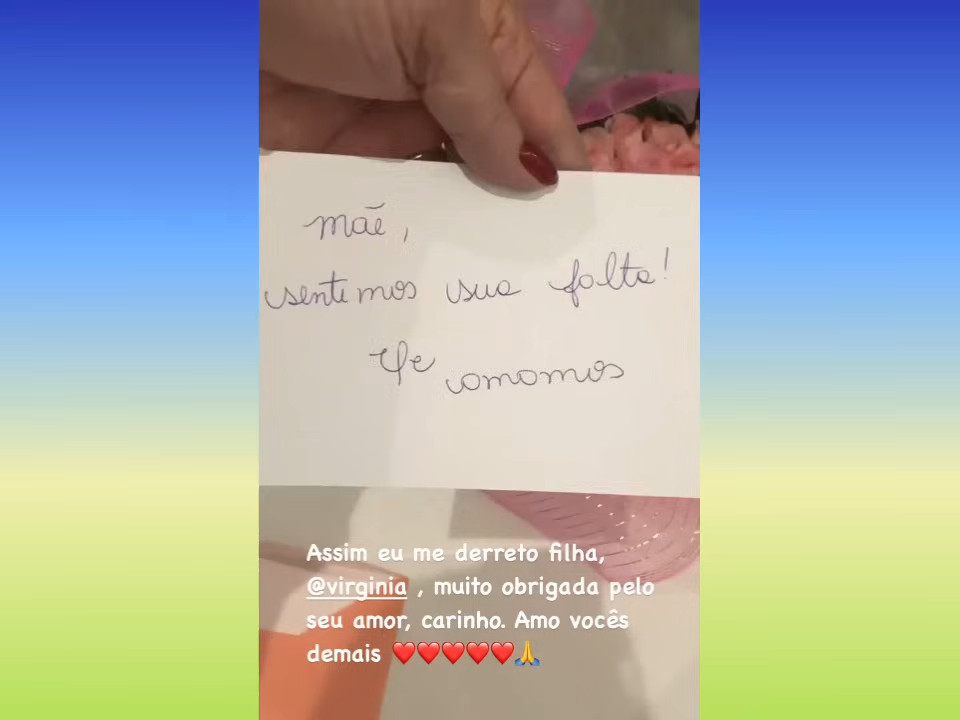 mãe,
sentimos sua falta!
Te amamos
Assim eu me derreto filha,
@virginia , muito obrigada pelo
seu amor, carinho. Amo vocês
demais ❤️❤️❤️❤️❤️🙏